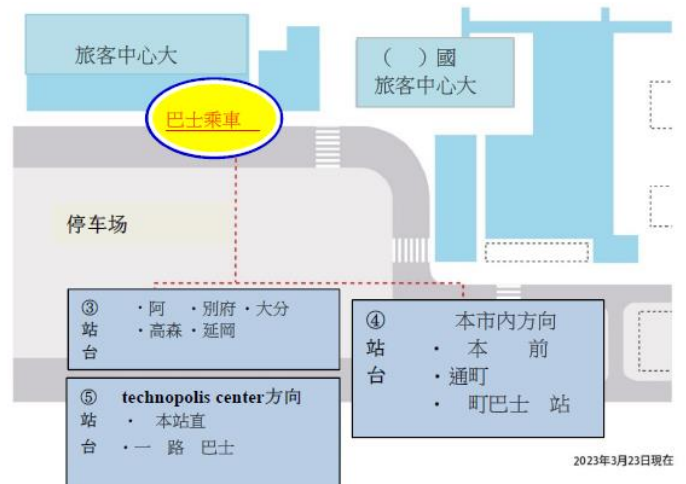 旅客中心大
（　）國
旅客中心大
巴士乘車
停车场
③ ・阿　・別府・大分
站 ・高森・延岡
台
④ 本市內方向
站 ・ 本　前
台 ・通町
・ 町巴士　站
⑤ technopolis center方向
站 ・ 本站直
台 ・一　路　巴士
2023年3月23日現在